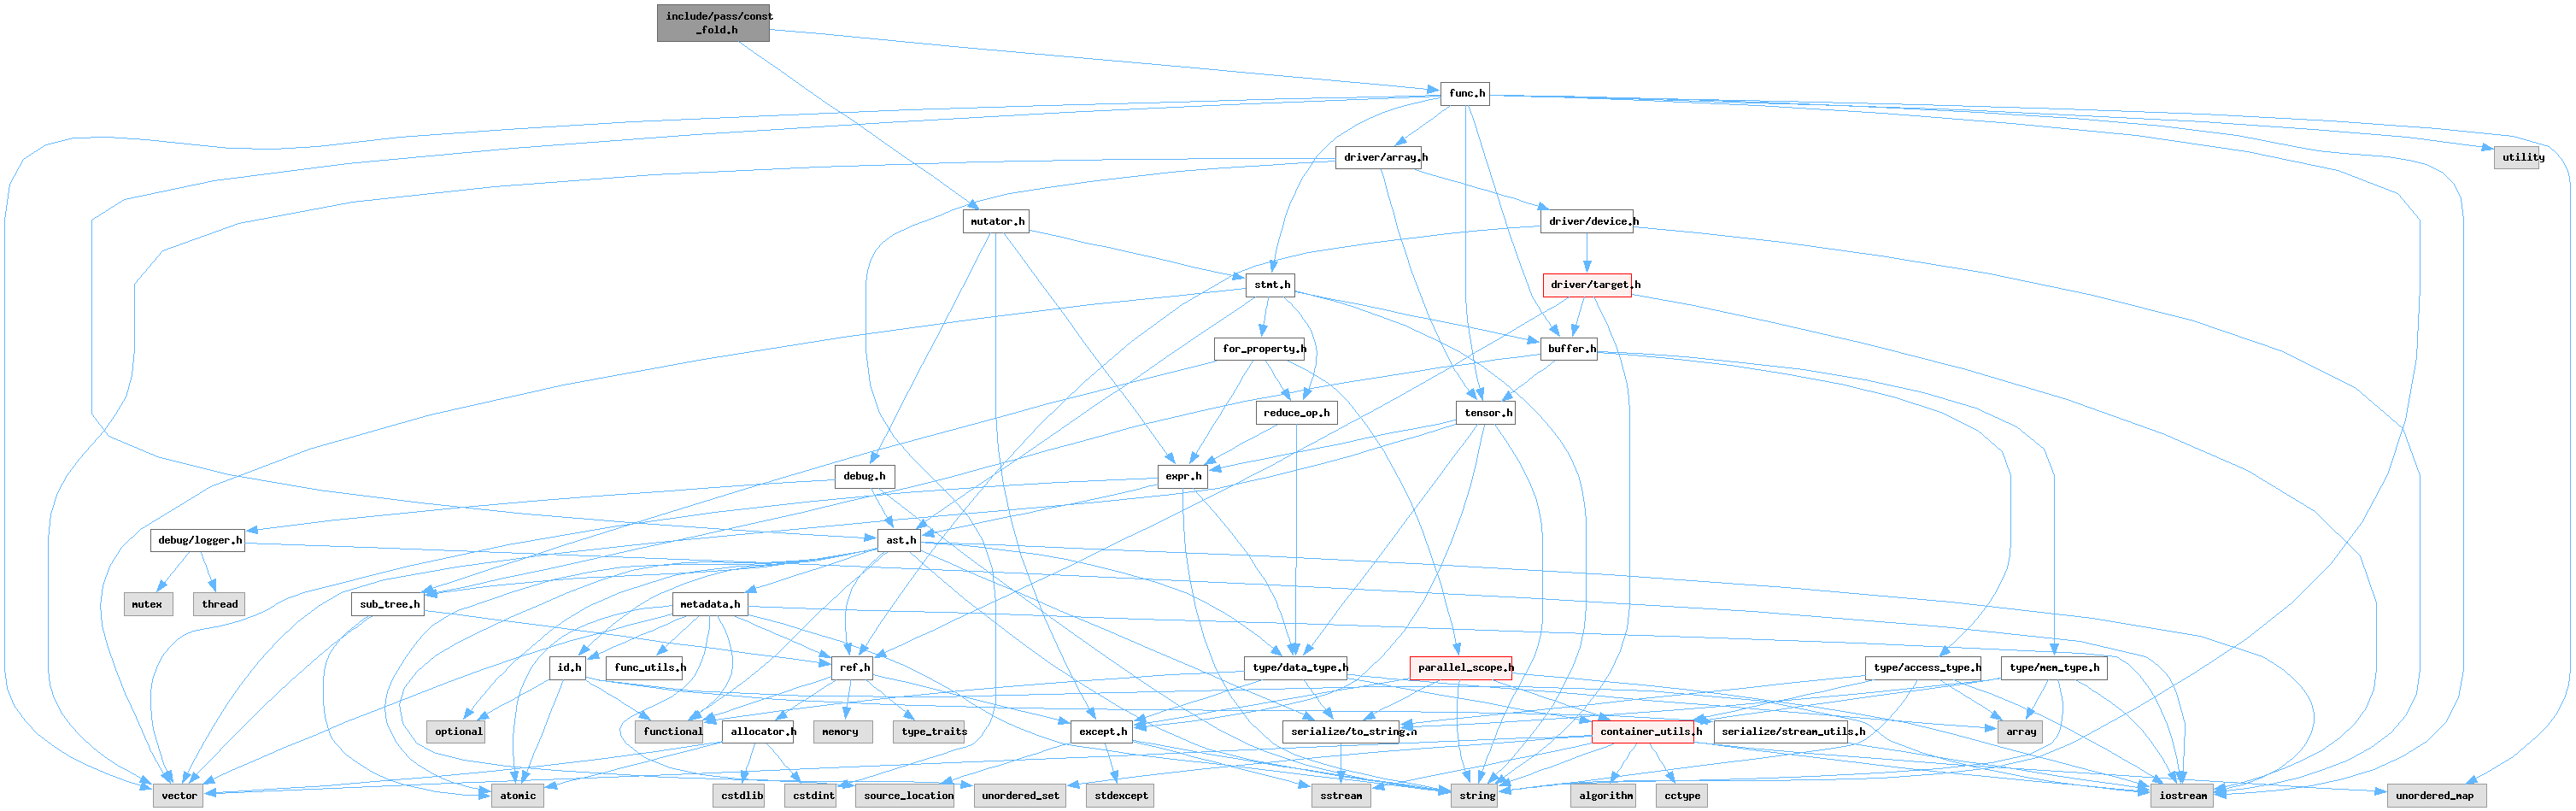 include/pass/const
_fold.h
func.h
driver/array.h
utility
mutator.h
driver/device.h
stmt.h
driver/target.h
for_property.h
buffer.h
reduce_op.h
tensor.h
debug.h
expr.h
debug/logger.h
ast.h
mutex
thread
sub_tree.h
metadata.h
id.h
func_utils.h
ref.h
type/data_type.h
parallel_scope.h
type/access_type.h
type/mem_type.h
optional
functional
allocator.h
memory
type_traits
except.h
serialize/to_string.h
container_utils.h
serialize/stream_utils.h
array
vector
atomic
cstdlib
cstdint
source_location
unordered_set
stdexcept
sstream
string
algorithm
cctype
iostream
unordered_map